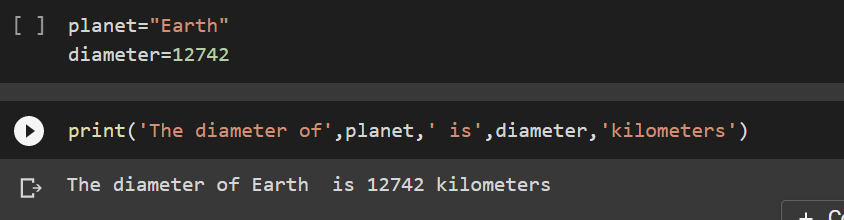 [ ] planet="Earth"
diameter=12742
print('The diameter of',planet,' is',diameter,'kilometers')
The diameter of Earth  is 12742 kilometers
+